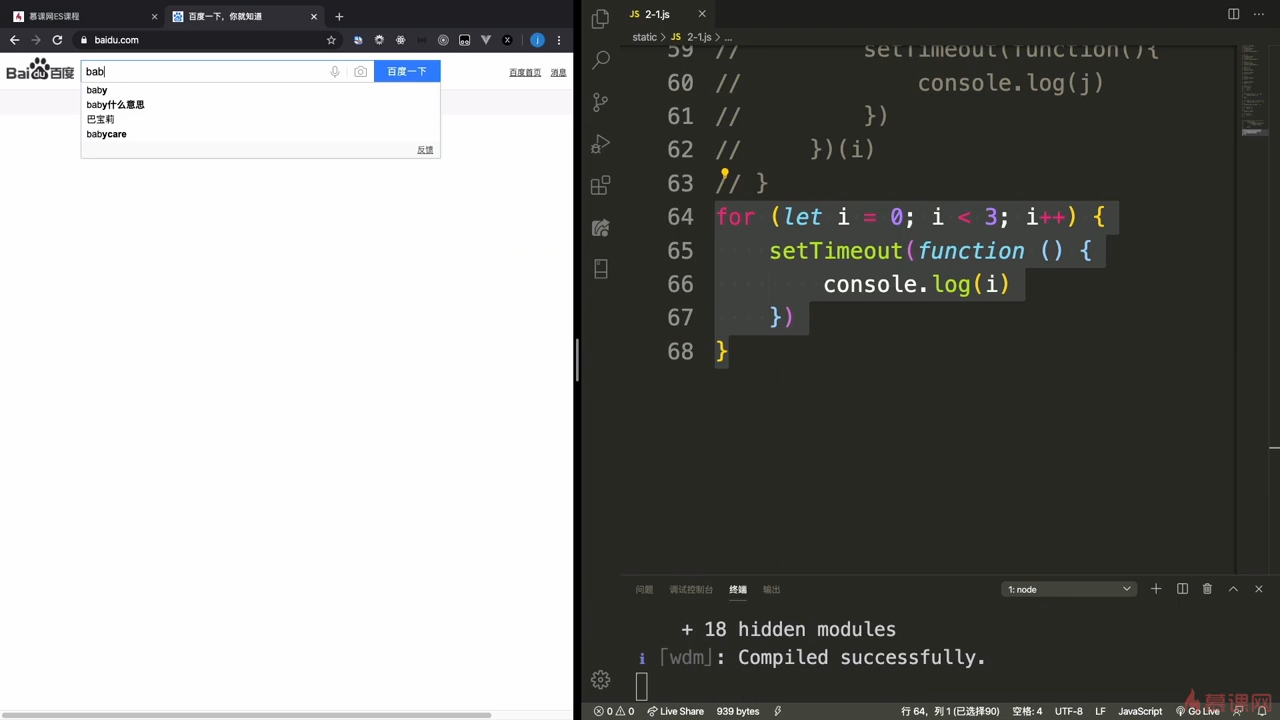 慕课网ES课程
百度一下，你就知道
baidu.com
Bai百度
bab
百度一下
百度首页
消息
baby
baby什么意思
巴宝莉
babycare
反馈
JS 2-1.js
static > JS 2-1.js > ...
59 // setTimeout(function(){
60 // console.log(j)
61 // })
62 // })(i)
63 // }
64 for (let i = 0; i < 3; i++) {
65 setTimeout(function () {
66 console.log(i)
67 })
68 }
问题 调试控制台 终端 输出
1: node
+ 18 hidden modules
i ｢wdm｣: Compiled successfully.
0 0 Live Share 939 bytes 行 64，列 1 (已选择90) 空格: 4 UTF-8 LF JavaScript Go Live
慕课网